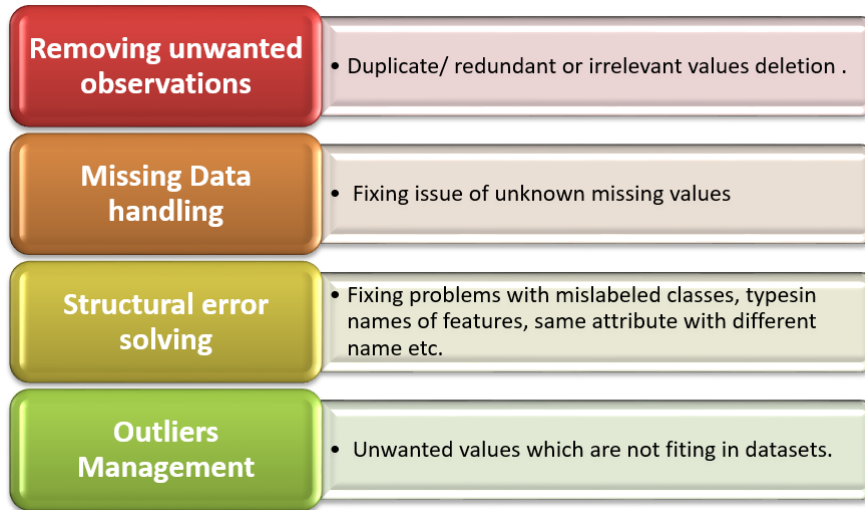 Removing unwanted
observations
• Duplicate/ redundant or irrelevant values deletion .
Missing Data
handling
• Fixing issue of unknown missing values
Structural error
solving
• Fixing problems with mislabeled classes, typesin
names of features, same attribute with different
name etc.
Outliers
Management
• Unwanted values which are not fiting in datasets.